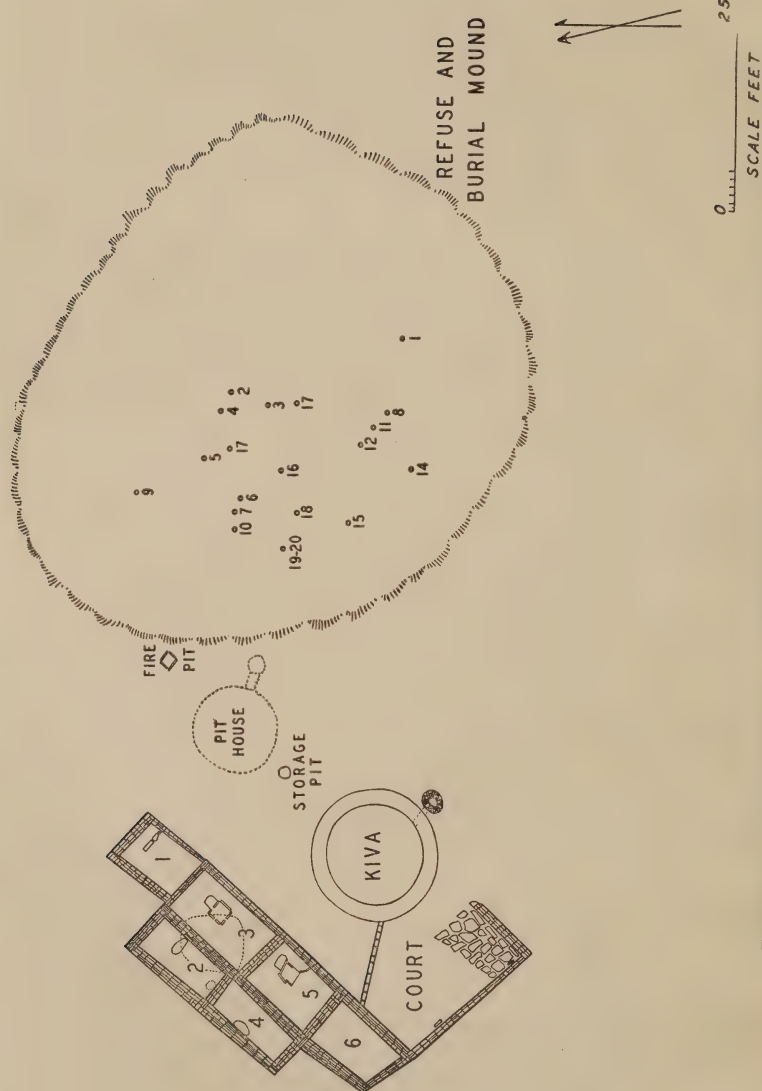 REFUSE AND
BURIAL MOUND
0
25
SCALE FEET
9
5
4
2
17
3
17
10
7
6
16
18
19-20
15
12
11
8
14
1
FIRE
PIT
PIT
HOUSE
STORAGE
PIT
KIVA
COURT
1
2
3
4
5
6